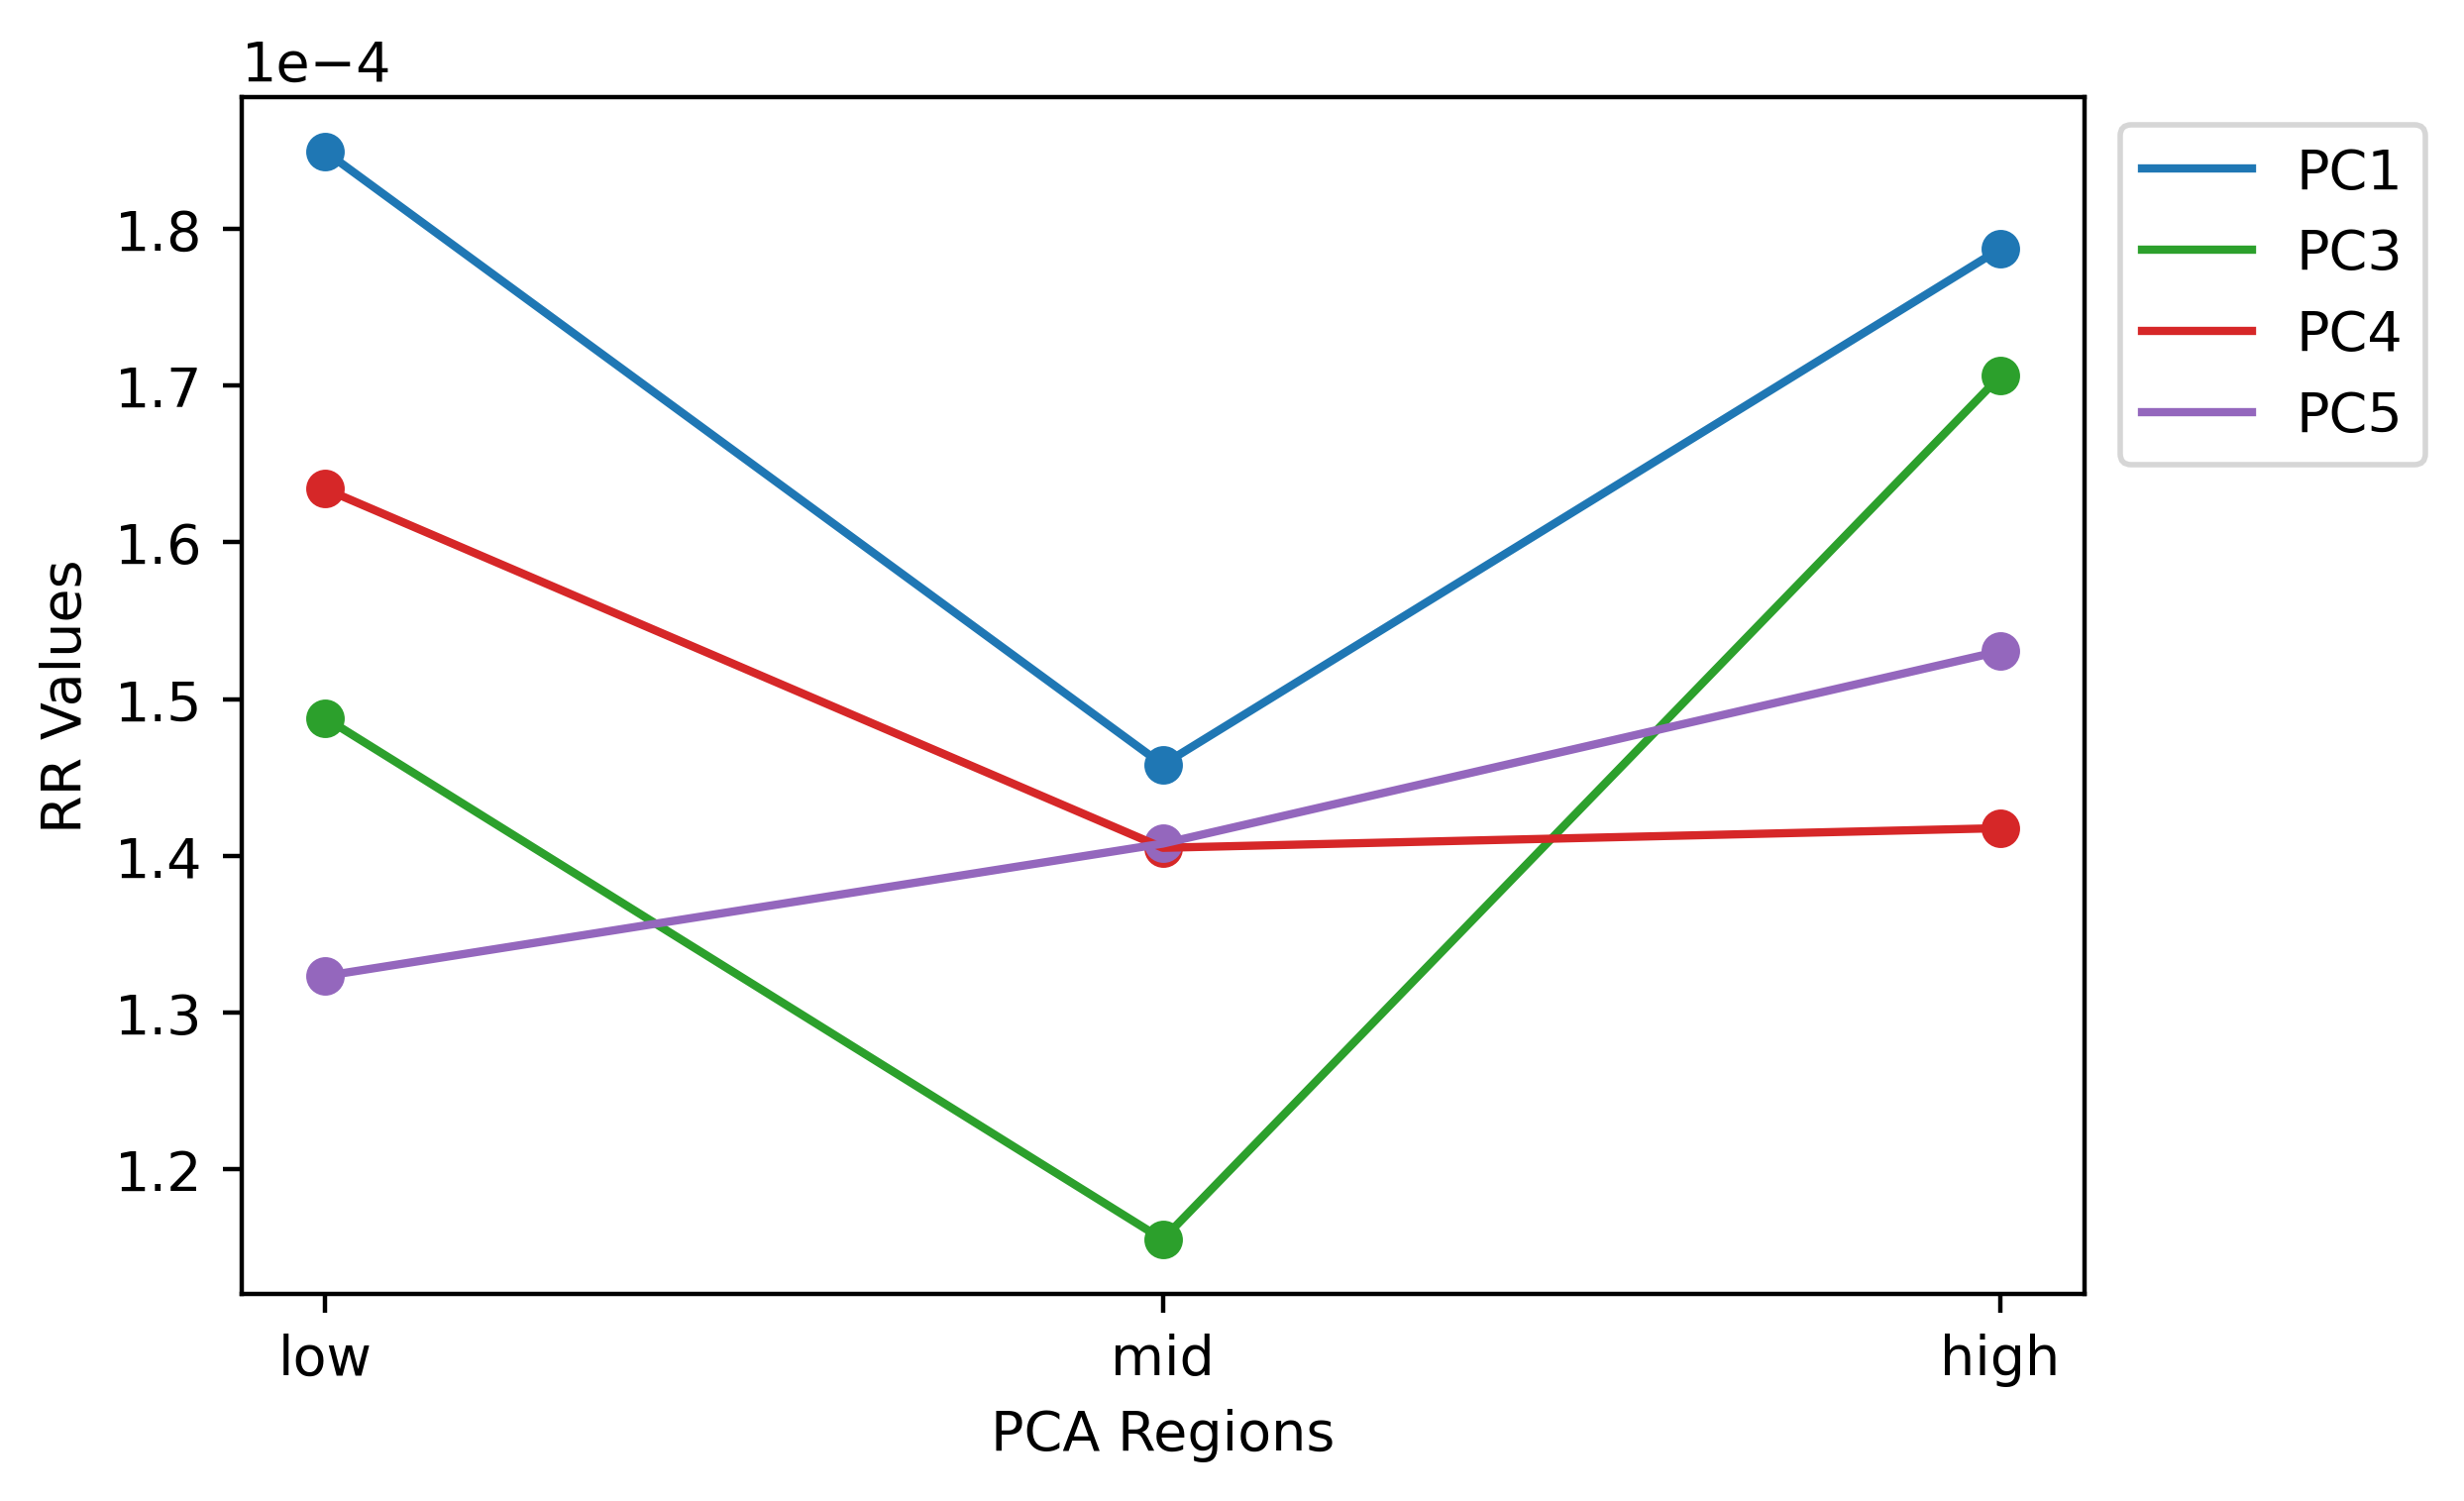 1e−4
1.8
1.7
1.6
1.5
1.4
1.3
1.2
RR Values
low
mid
high
PCA Regions
PC1
PC3
PC4
PC5